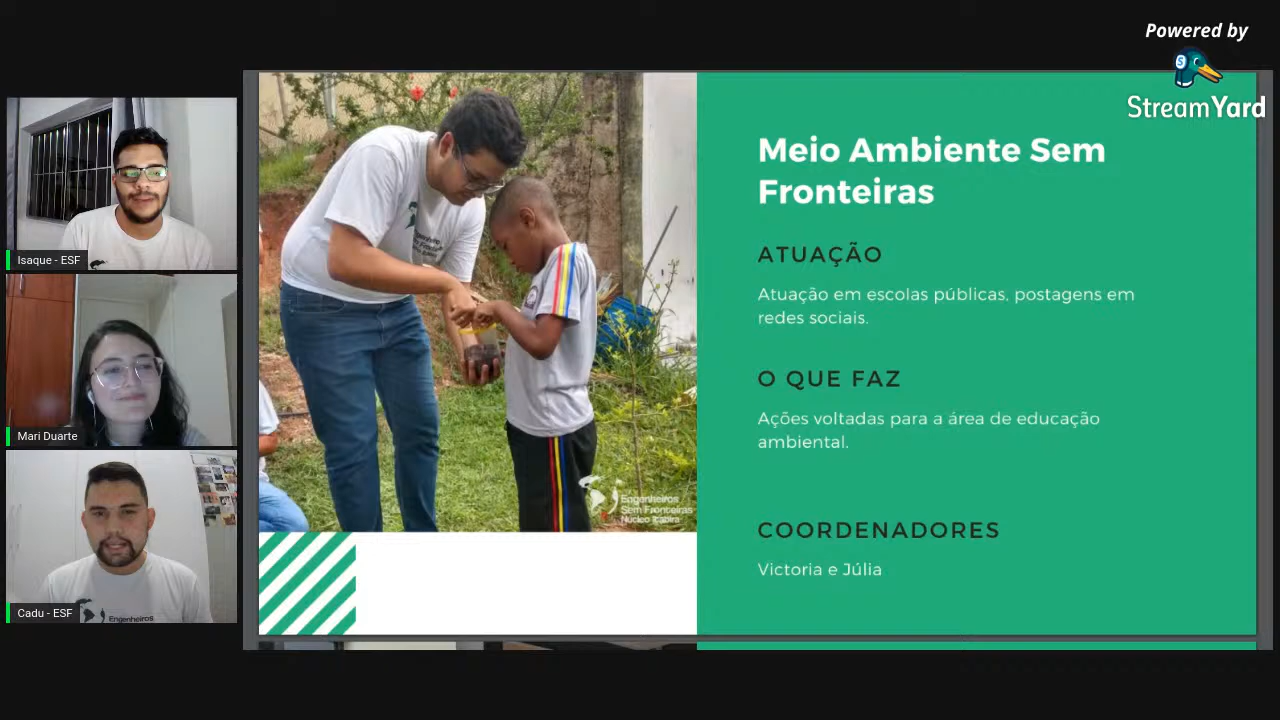 Powered by
StreamYard
Isaque - ESF
Mari Duarte
Cadu - ESF
Engenheiros
Engenheiros
Sem Fronteiras
Núcleo Itabira
Meio Ambiente Sem
Fronteiras
ATUAÇÃO
Atuação em escolas públicas, postagens em
redes sociais.
O QUE FAZ
Ações voltadas para a área de educação
ambiental.
COORDENADORES
Victoria e Júlia